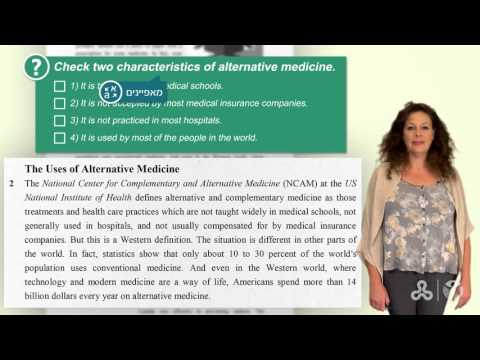 Check two characteristics of alternative medicine.
1) It is t
edical schools.
מאפיינים
2) It is not accepted by most medical insurance companies.
3) It is not practiced in most hospitals.
4) It is used by most of the people in the world.
The Uses of Alternative Medicine
2 The National Center for Complementary and Alternative Medicine (NCAM) at the US
National Institute of Health defines alternative and complementary medicine as those
treatments and health care practices which are not taught widely in medical schools, not
generally used in hospitals, and not usually compensated for by medical insurance
companies. But this is a Western definition. The situation is different in other parts of
the world. In fact, statistics show that only about 10 to 30 percent of the world's
population uses conventional medicine. And even in the Western world, where
technology and modern medicine are a way of life, Americans spend more than 14
billion dollars every year on alternative medicine.